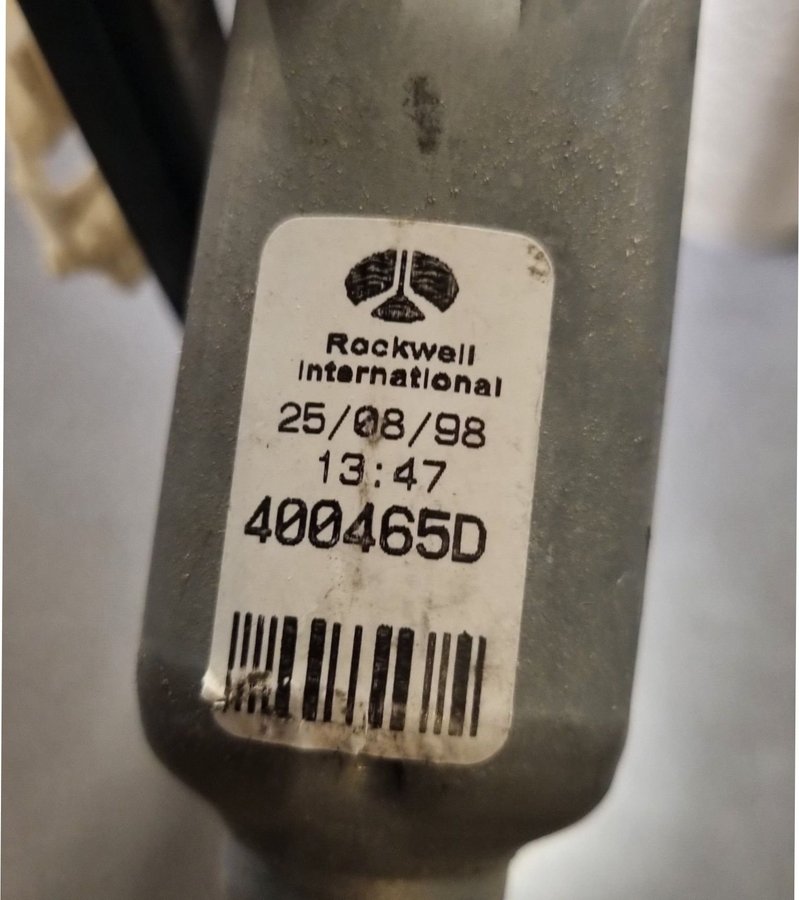 Rockwell
International
25/08/98
13:47
400465D